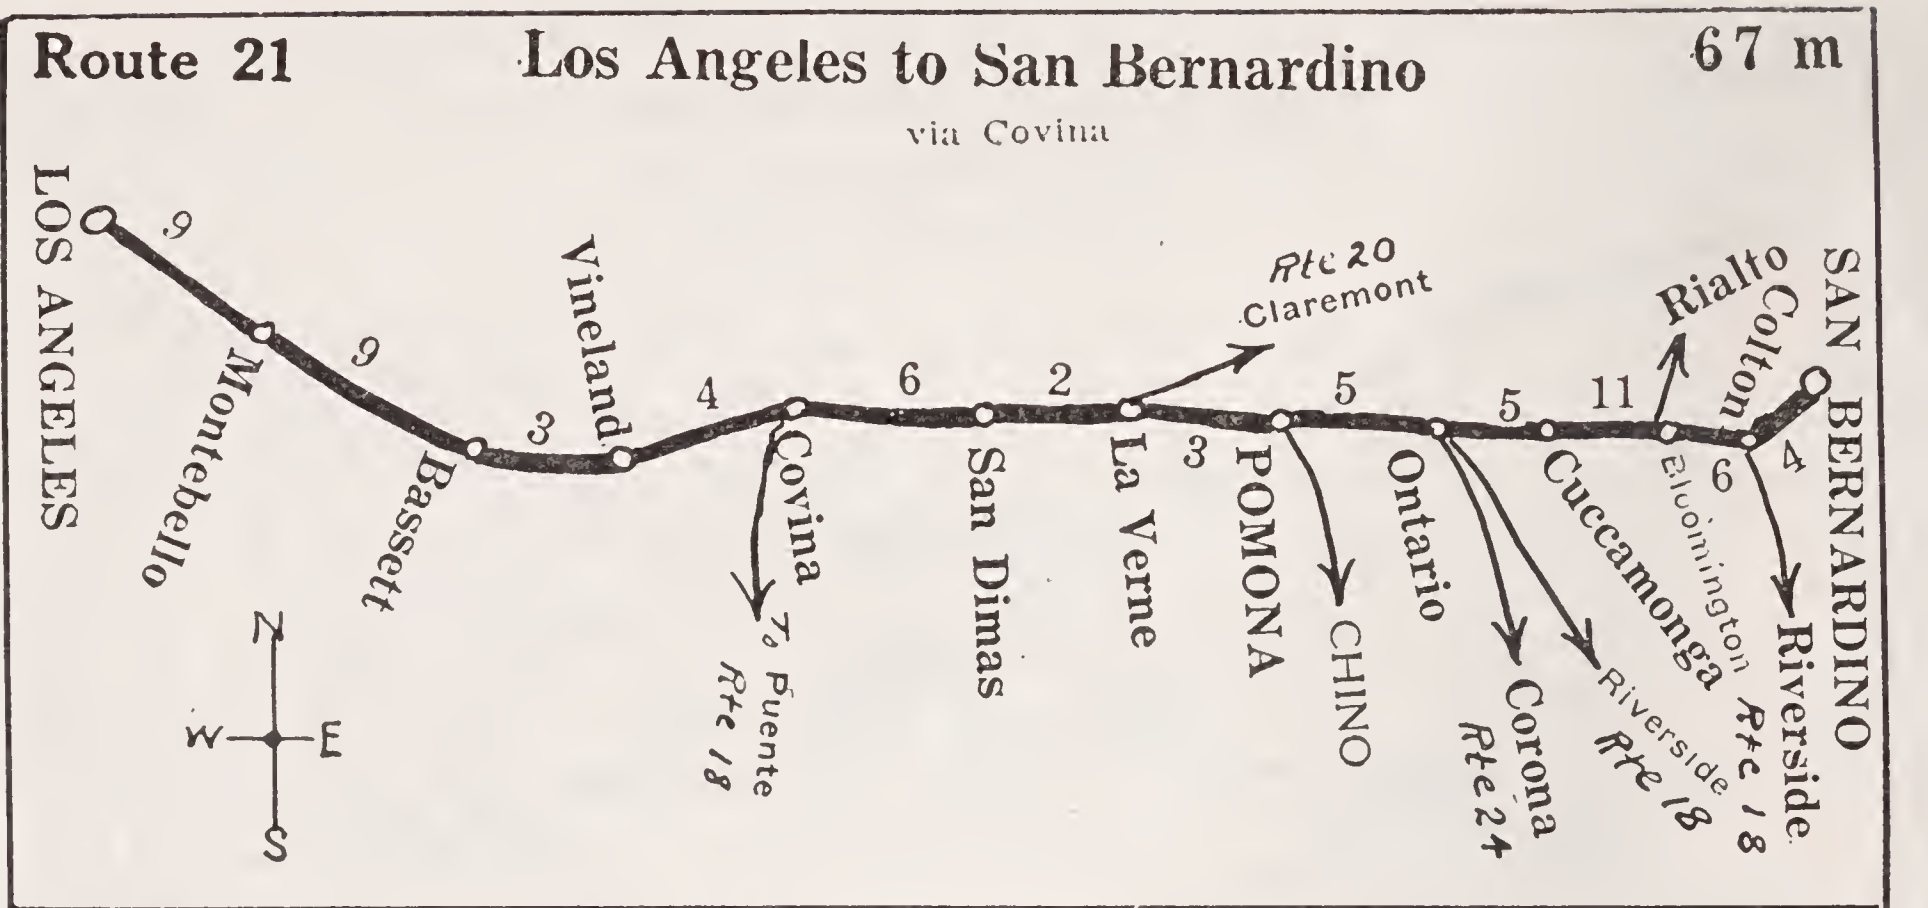 Route 21
Los Angeles to San Bernardino
67 m
via Covina
LOS ANGELES
9
Montebello
9
Bassett
3
Vineland
4
Covina
To Puente
Rte 18
6
San Dimas
2
La Verne
Rte 20
Claremont
3
POMONA
CHINO
5
Ontario
Corona
Rte 24
Riverside
Rte 18
5
Cuccamonga
11
Bloomington
Rialto
6
Colton
Riverside
Rte 18
4
SAN BERNARDINO
N
W
E
S